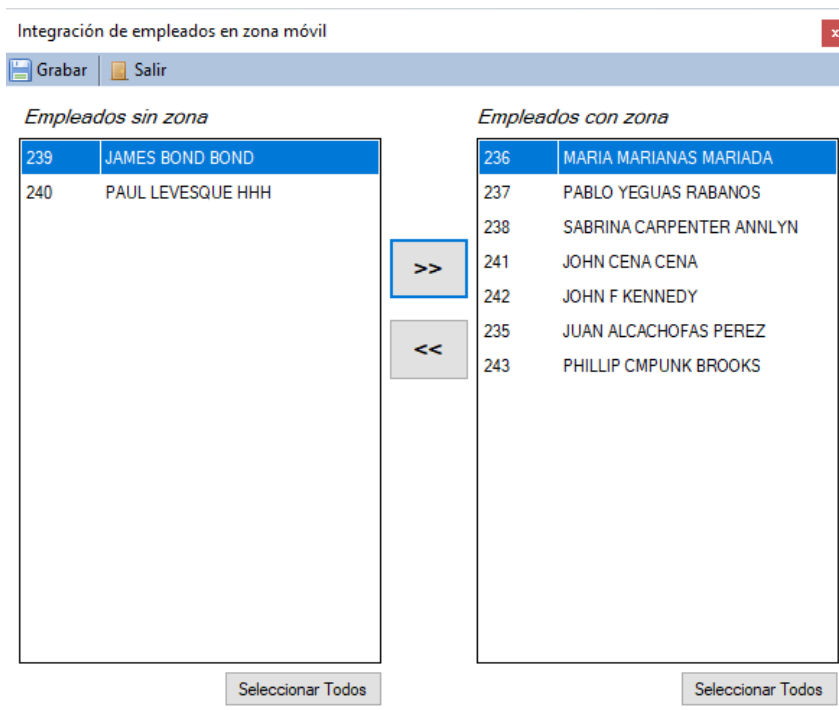 Integración de empleados en zona móvil
x
Grabar Salir
Empleados sin zona
239 JAMES BOND BOND
240 PAUL LEVESQUE HHH
>>
<<
Empleados con zona
236 MARIA MARIANAS MARIADA
237 PABLO YEGUAS RABANOS
238 SABRINA CARPENTER ANNLYN
241 JOHN CENA CENA
242 JOHN F KENNEDY
235 JUAN ALCACHOFAS PEREZ
243 PHILLIP CMPUNK BROOKS
Seleccionar Todos
Seleccionar Todos